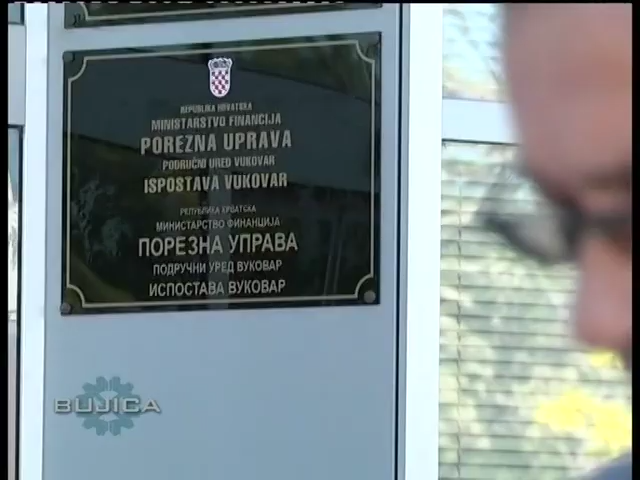 REPUBLIKA HRVATSKA
MINISTARSTVO FINANCIJA
POREZNA UPRAVA
PODRUČNI URED VUKOVAR
ISPOSTAVA VUKOVAR
РЕПУБЛИКА ХРВАТСКА
МИНИСТАРСТВО ФИНАНЦИЈА
ПОРЕЗНА УПРАВА
ПОДРУЧНИ УРЕД ВУКОВАР
ИСПОСТАВА ВУКОВАР
BUJICA